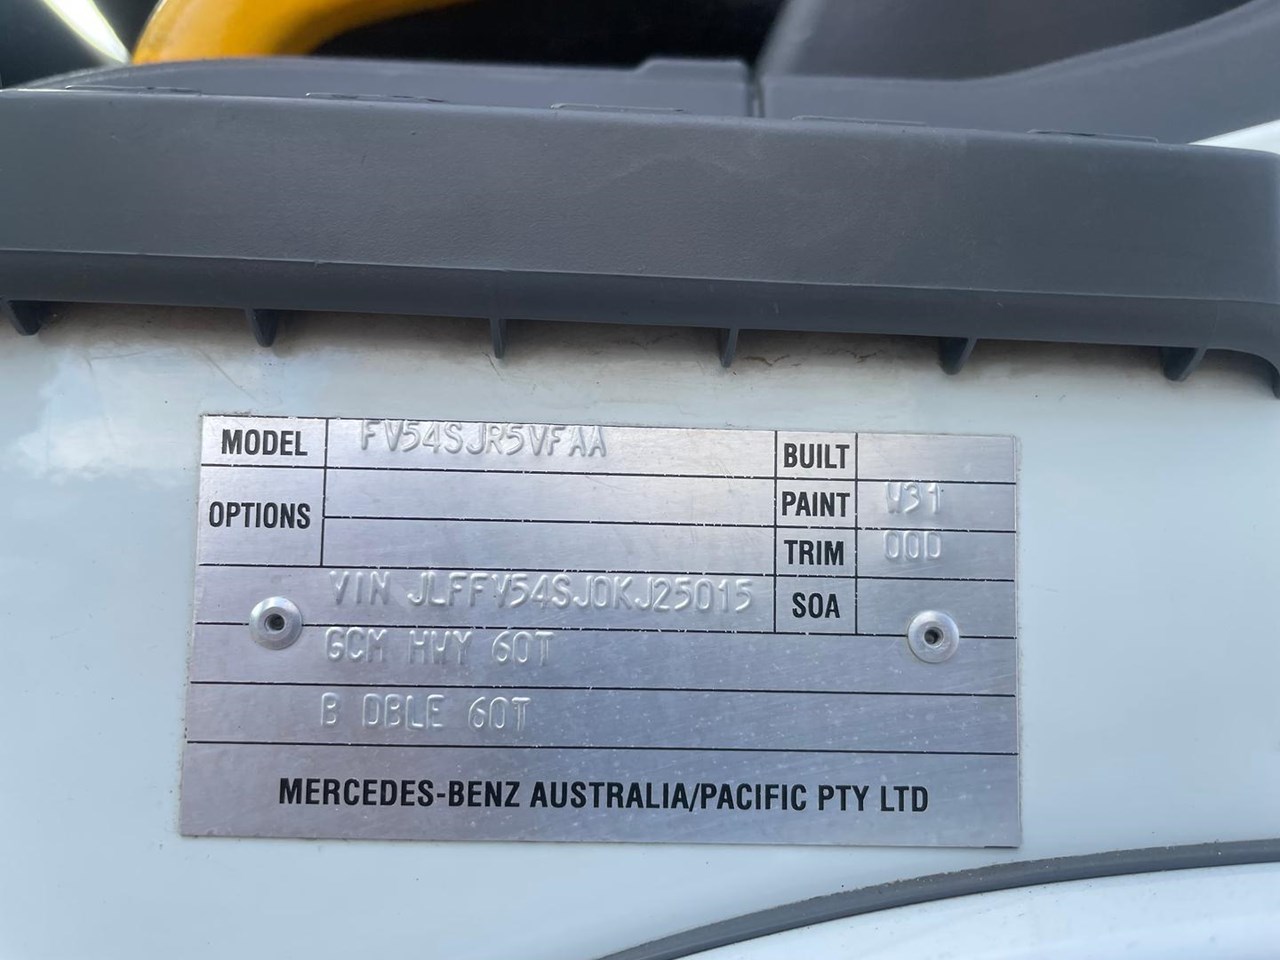 MODEL FV54SJR5VFAA BUILT
PAINT W31
OPTIONS
TRIM 00D
VIN JLFFV54SJ0KJ25015 SOA
GCM HWY 60T
B DBLE 60T
MERCEDES-BENZ AUSTRALIA/PACIFIC PTY LTD